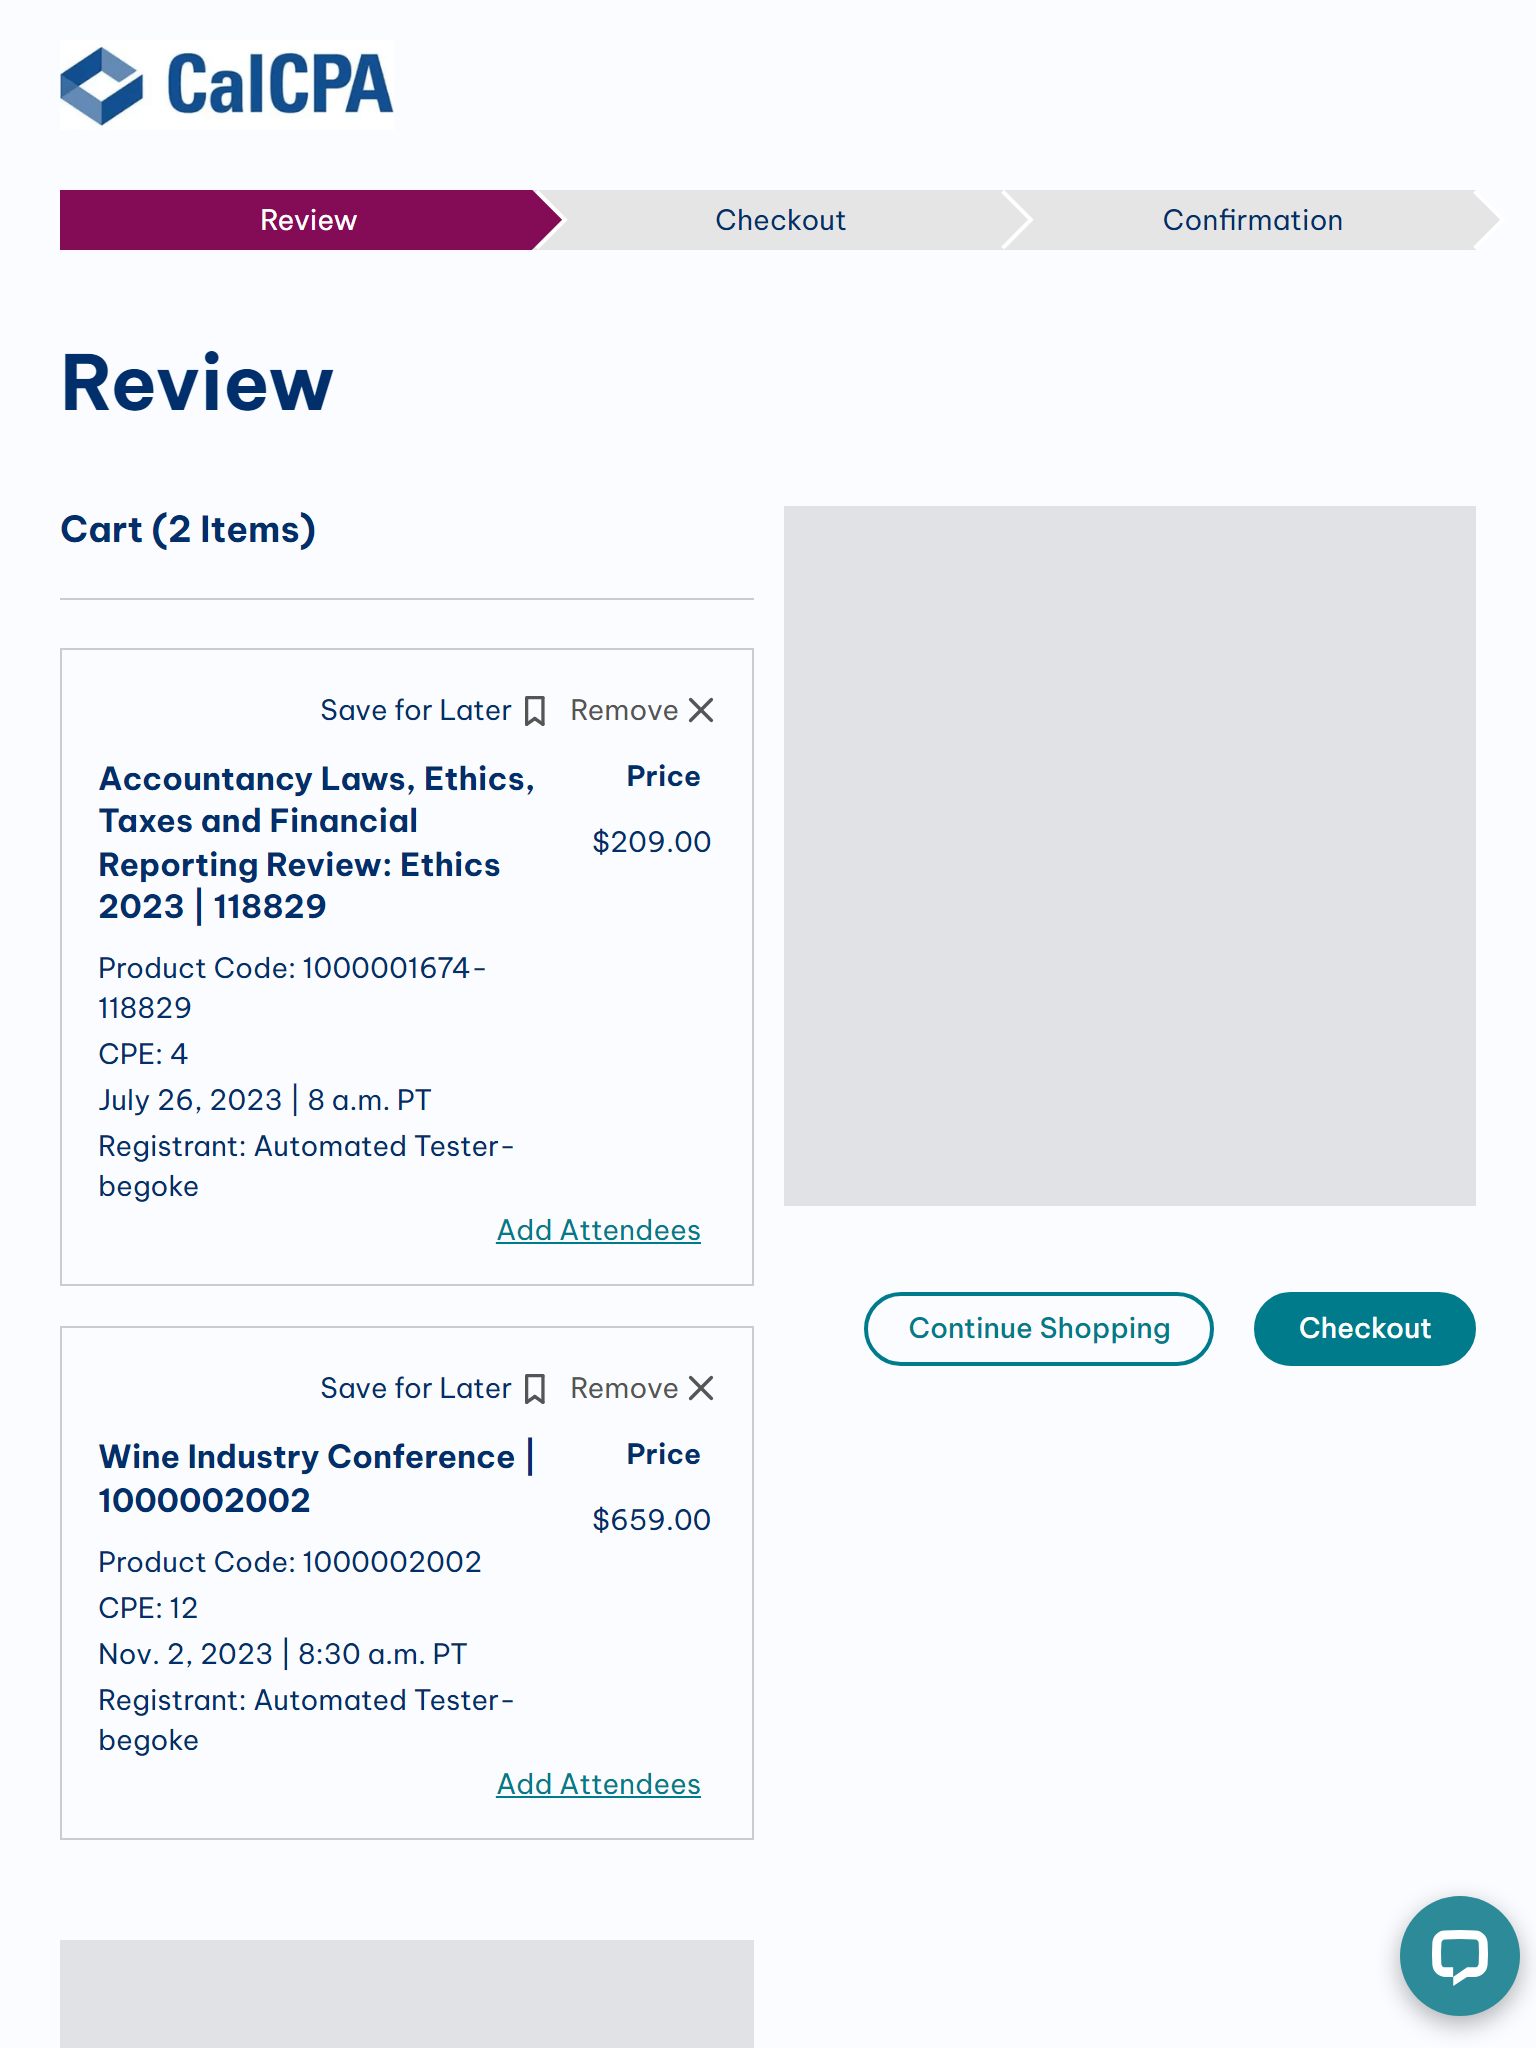 CalCPA
Review
Checkout
Confirmation
Review
Cart (2 Items)
Save for Later
Remove
Accountancy Laws, Ethics,
Taxes and Financial
Reporting Review: Ethics
2023 | 118829
Price
$209.00
Product Code: 1000001674-
118829
CPE: 4
July 26, 2023 | 8 a.m. PT
Registrant: Automated Tester-
begoke
Add Attendees
Continue Shopping
Checkout
Save for Later
Remove
Wine Industry Conference |
1000002002
Price
$659.00
Product Code: 1000002002
CPE: 12
Nov. 2, 2023 | 8:30 a.m. PT
Registrant: Automated Tester-
begoke
Add Attendees